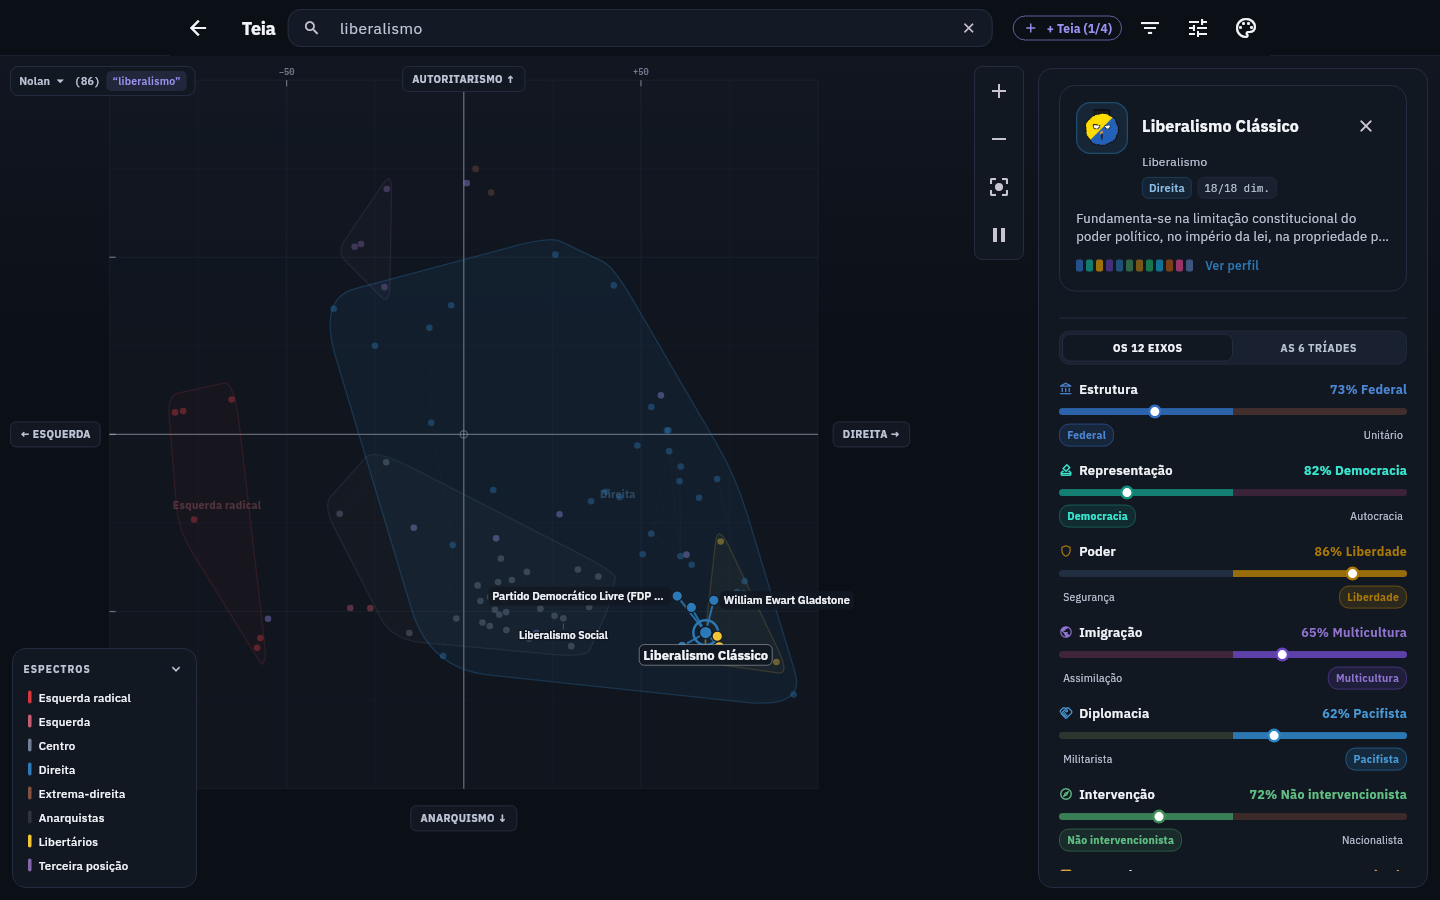 Teia
liberalismo
+ Teia (1/4)
Nolan
(86)
“liberalismo”
−50
+50
AUTORITARISMO ↑
← ESQUERDA
DIREITA →
ANARQUISMO ↓
Esquerda radical
Direita
Partido Democrático Livre (FDP ...
William Ewart Gladstone
Liberalismo Social
Liberalismo Clássico
ESPECTROS
Esquerda radical
Esquerda
Centro
Direita
Extrema-direita
Anarquistas
Libertários
Terceira posição
Liberalismo Clássico
Liberalismo
Direita
18/18 dim.
Fundamenta-se na limitação constitucional do
poder político, no império da lei, na propriedade p...
Ver perfil
OS 12 EIXOS
AS 6 TRÍADES
Estrutura
73% Federal
Federal
Unitário
Representação
82% Democracia
Democracia
Autocracia
Poder
86% Liberdade
Segurança
Liberdade
Imigração
65% Multicultura
Assimilação
Multicultura
Diplomacia
62% Pacifista
Militarista
Pacifista
Intervenção
72% Não intervencionista
Não intervencionista
Nacionalista